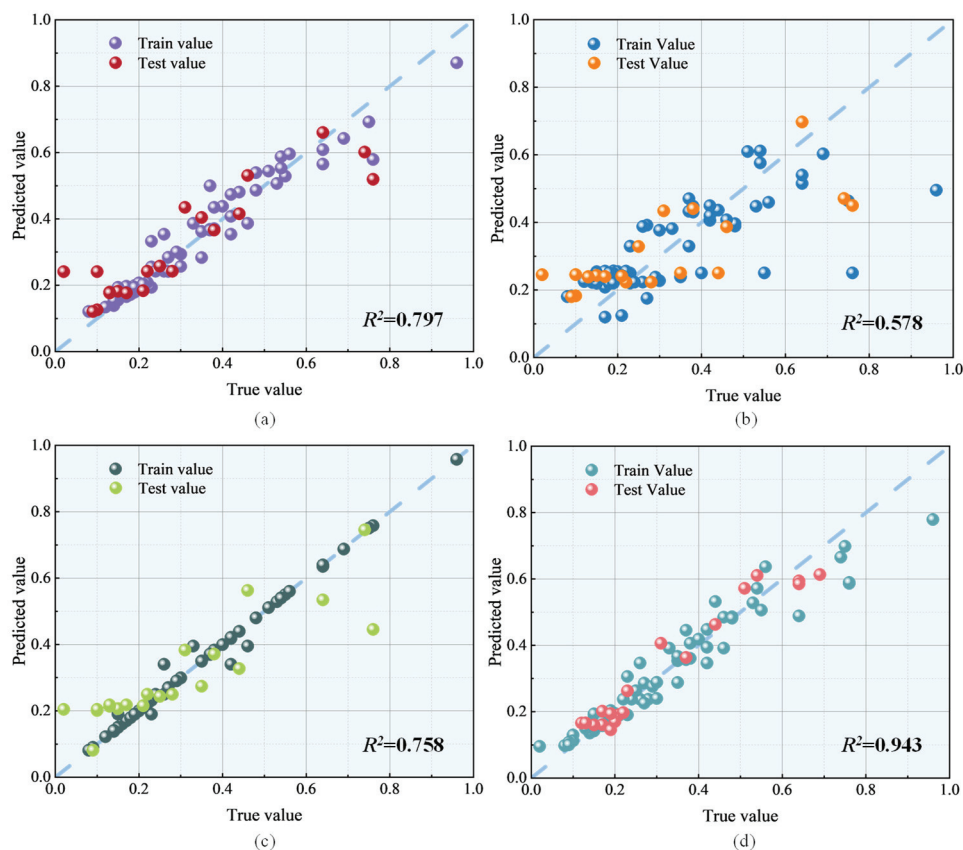 1.0
0.8
0.6
0.4
0.2
0.0
Predicted value
Train value
Test value
R²=0.797
0.0 0.2 0.4 0.6 0.8 1.0
True value
(a)
1.0
0.8
0.6
0.4
0.2
0.0
Predicted value
Train Value
Test Value
R²=0.578
0.0 0.2 0.4 0.6 0.8 1.0
True value
(b)
1.0
0.8
0.6
0.4
0.2
0.0
Predicted value
Train value
Test value
R²=0.758
0.0 0.2 0.4 0.6 0.8 1.0
True value
(c)
1.0
0.8
0.6
0.4
0.2
0.0
Predicted value
Train Value
Test Value
R²=0.943
0.0 0.2 0.4 0.6 0.8 1.0
True value
(d)